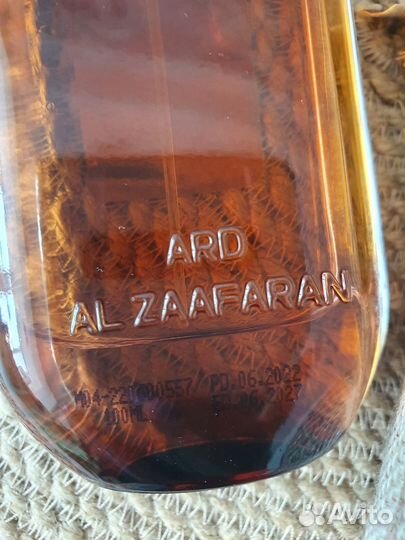 ARD
AL ZAAFARAN
PD.06.2022
100ML.
Avito